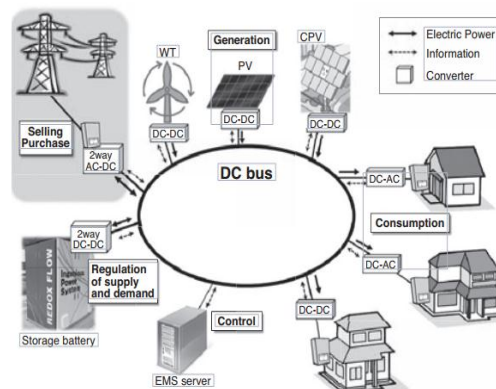 WT
Generation
PV
CPV
Electric Power
Information
Converter
DC-DC
DC-DC
DC-DC
Selling
Purchase
2way
AC-DC
DC bus
DC-AC
Consumption
2way
DC-DC
DC-AC
REDOX FLOW
Power
System
Regulation
of supply
and demand
Storage battery
Control
DC-DC
EMS server